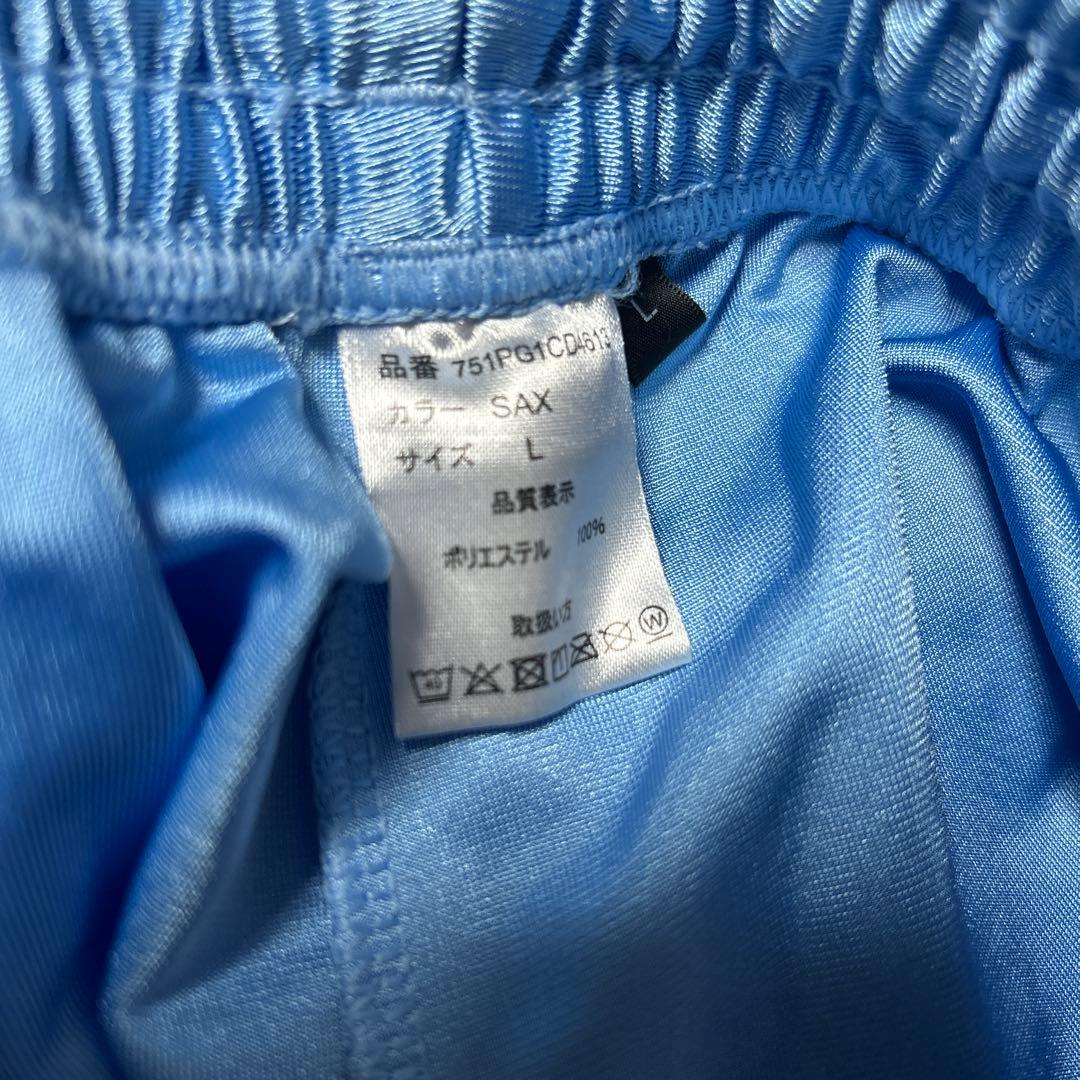 品番 751PG1CD4613
カラー SAX
サイズ L
品質表示
ポリエステル 100%
取扱い方
40
W
L